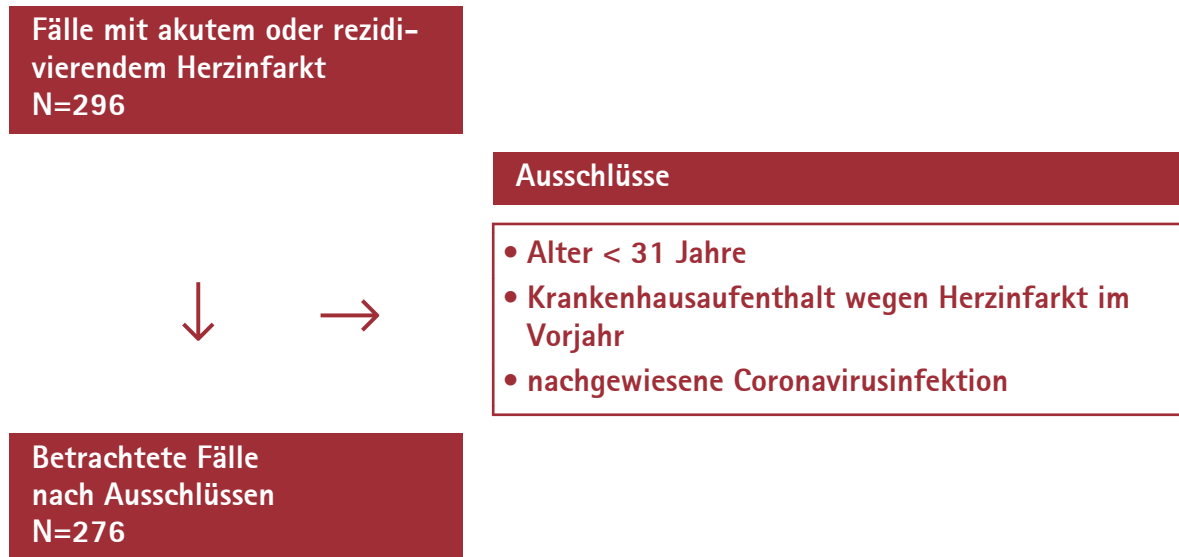 Fälle mit akutem oder rezidi-
vierendem Herzinfarkt
N=296
Ausschlüsse
• Alter < 31 Jahre
• Krankenhausaufenthalt wegen Herzinfarkt im
Vorjahr
• nachgewiesene Coronavirusinfektion
Betrachtete Fälle
nach Ausschlüssen
N=276